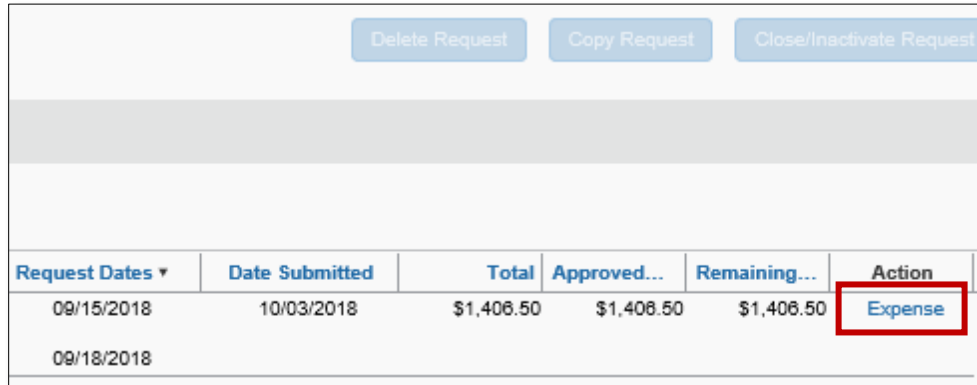 Delete Request Copy Request Close/Inactivate Request
Request Dates ▾ Date Submitted Total Approved... Remaining... Action
09/15/2018 10/03/2018 $1,406.50 $1,406.50 $1,406.50 Expense
09/18/2018